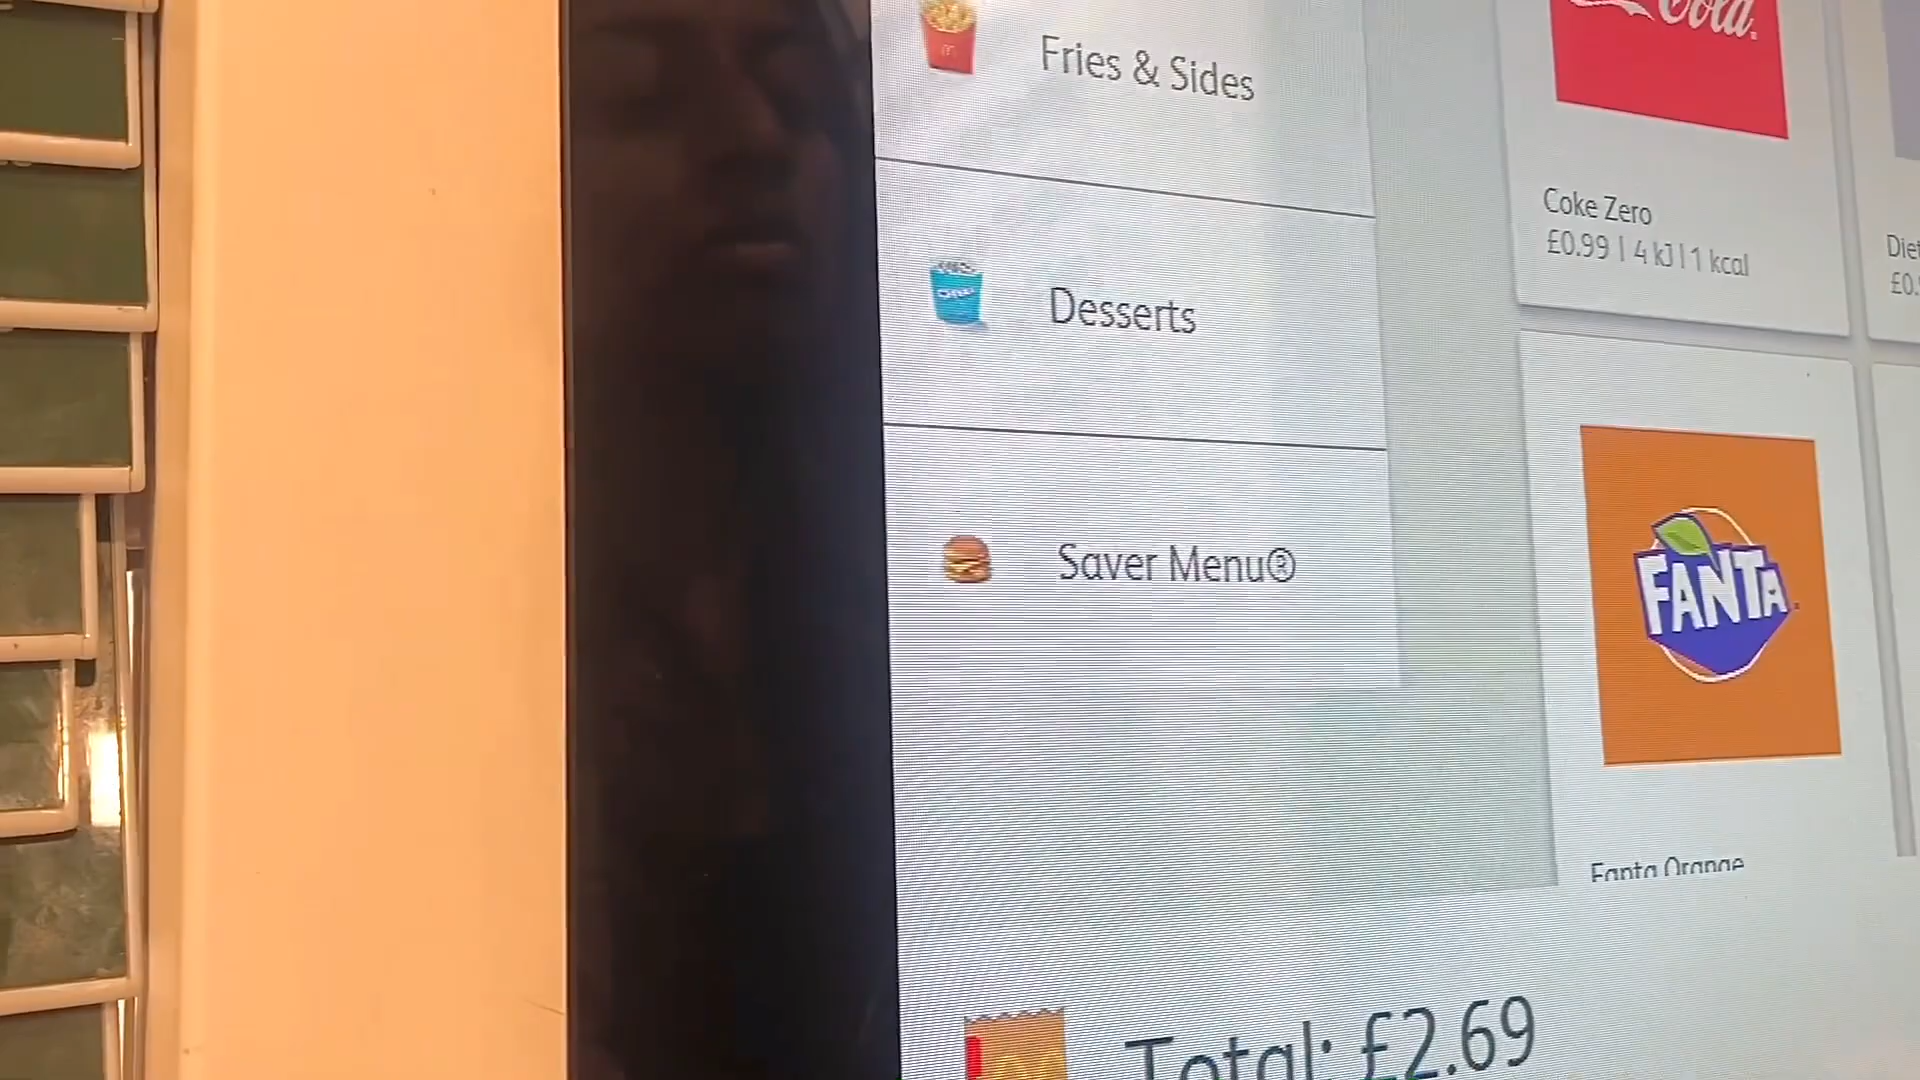 Fries & Sides
Desserts
Saver Menu®
Cola
Coke Zero
£0.99 | 4 kJ | 1 kcal
FANTA
Fanta Orange
Total: £2.69